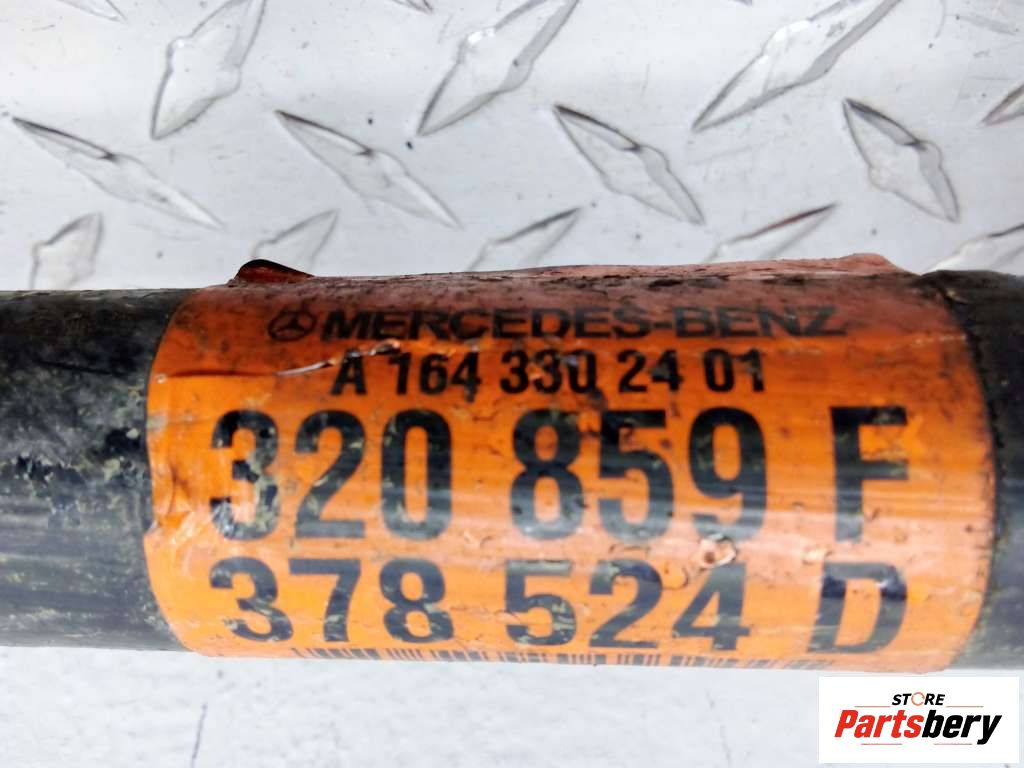 MERCEDES-BENZ
A 164 330 24 01
320 859 F
378 524 D
STORE
Partsbery